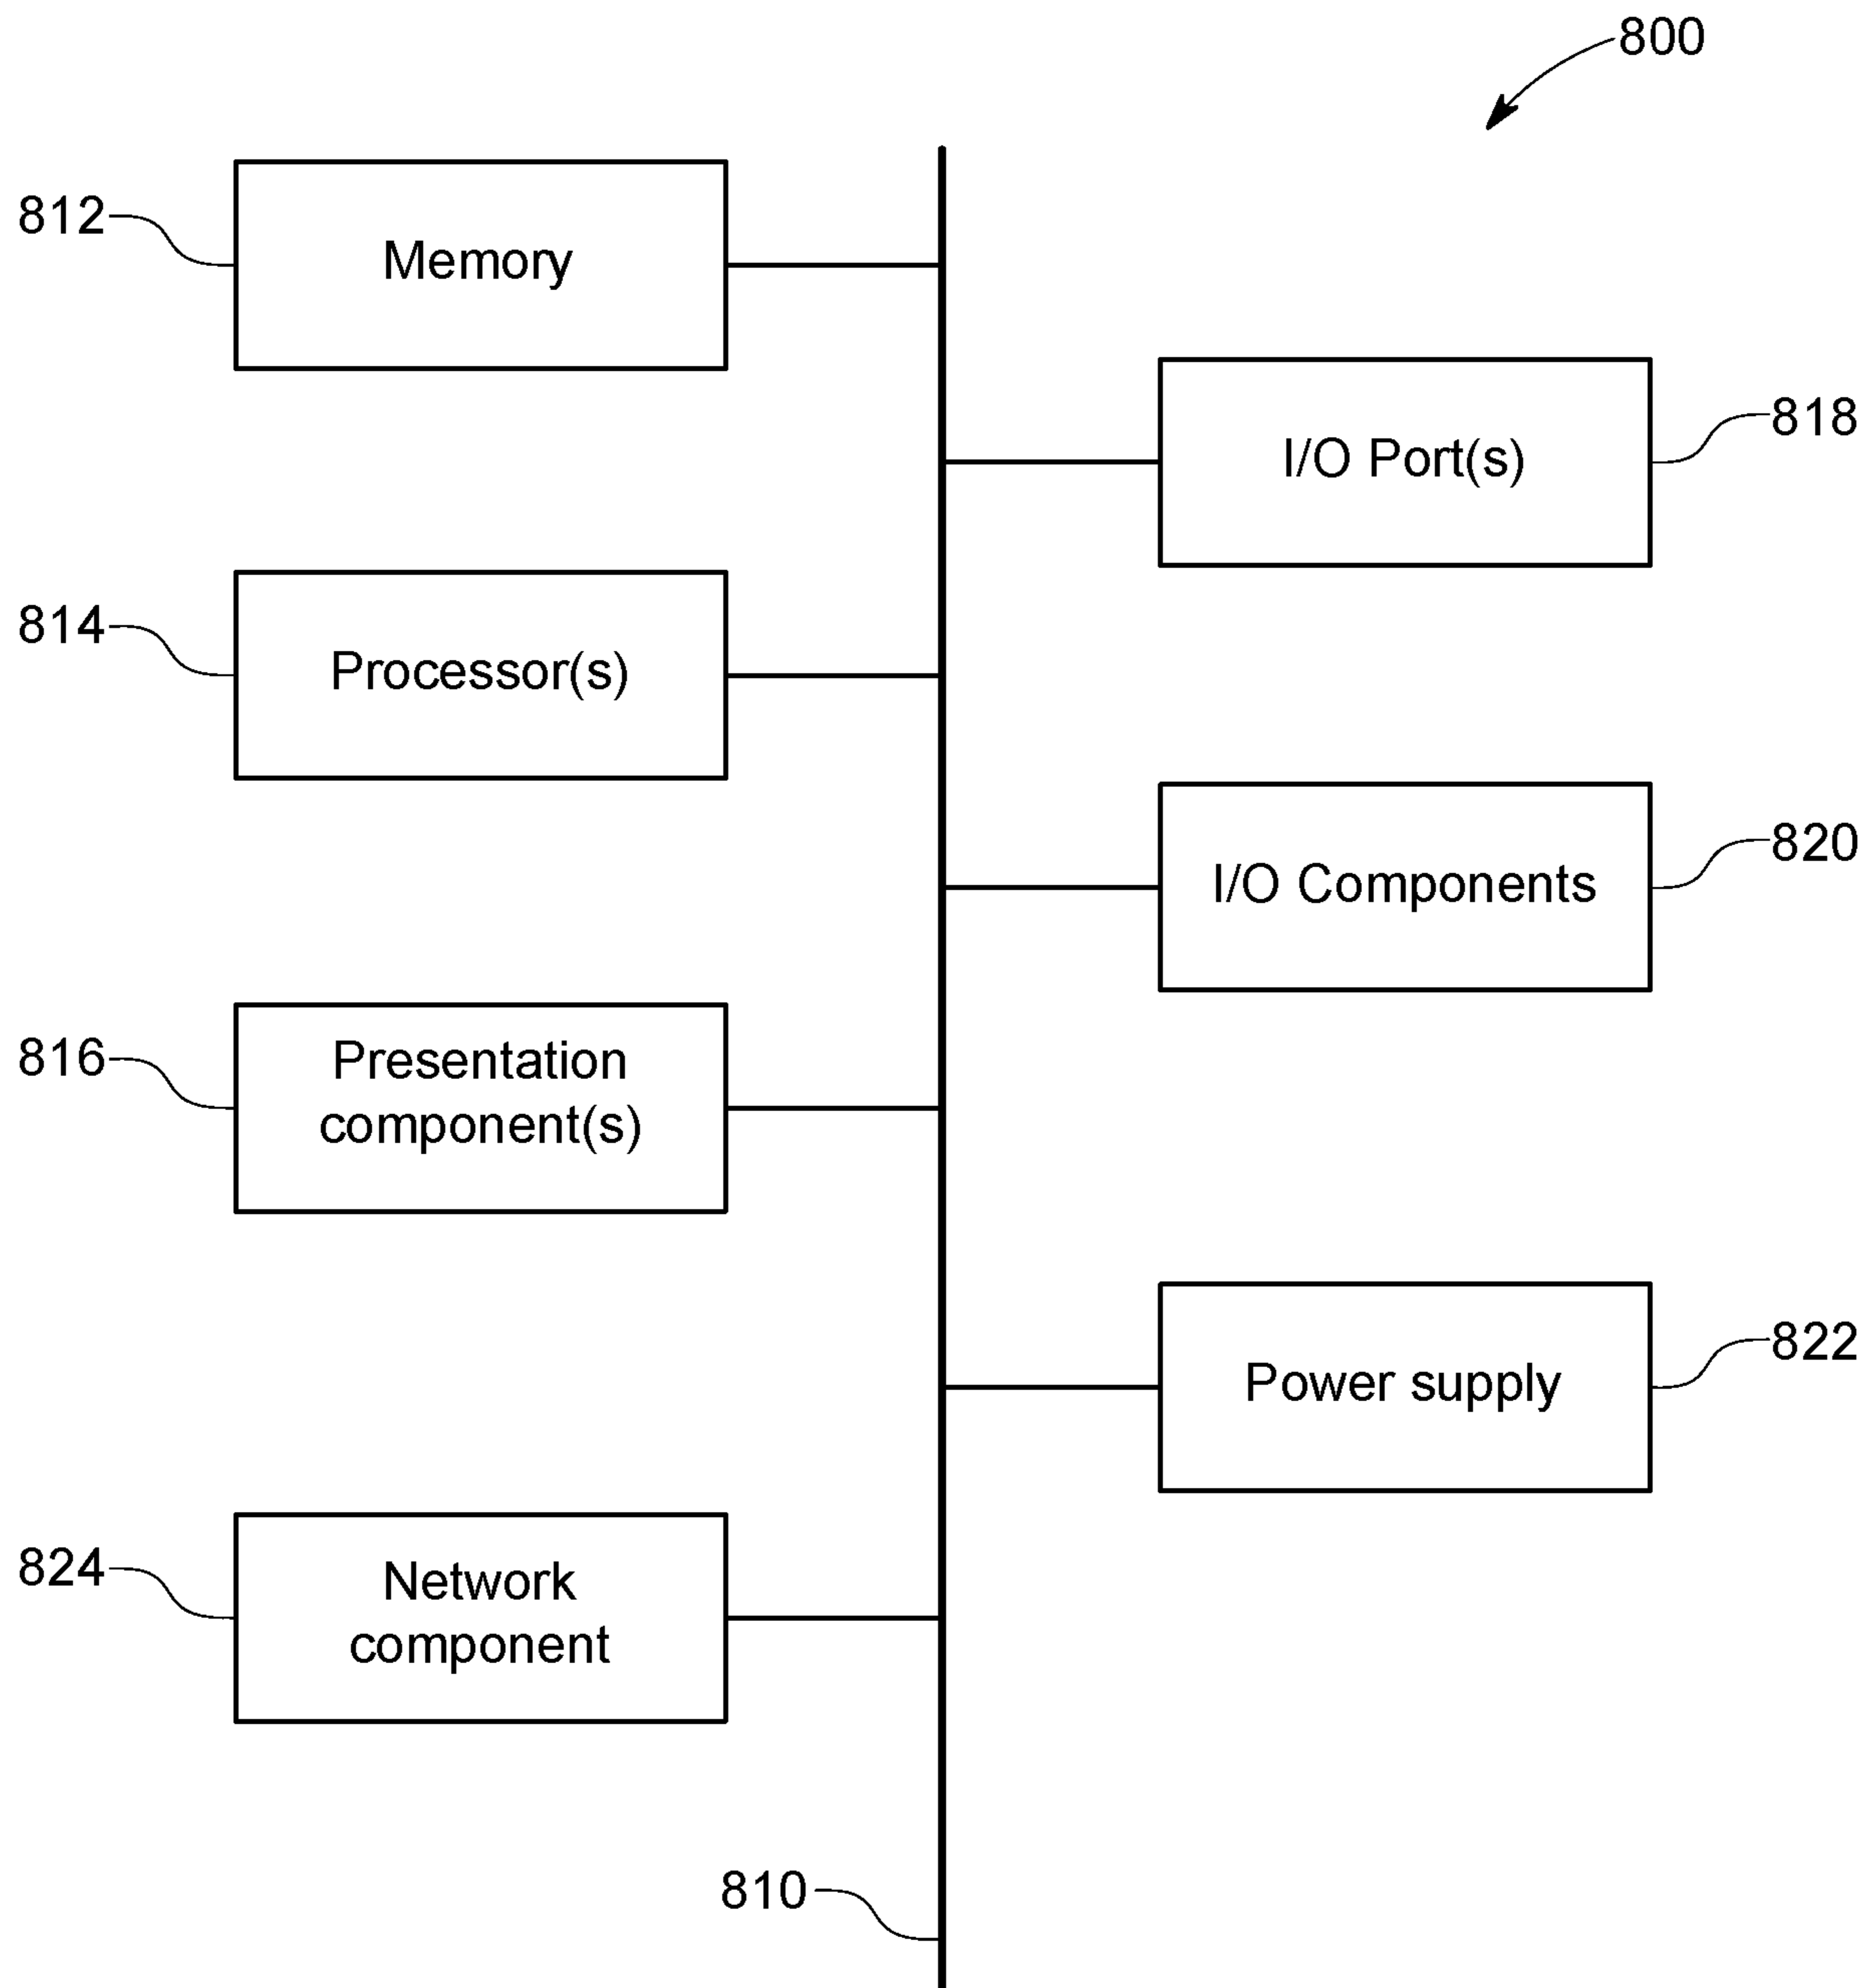 800
812
Memory
818
I/O Port(s)
814
Processor(s)
820
I/O Components
816
Presentation
component(s)
822
Power supply
824
Network
component
810